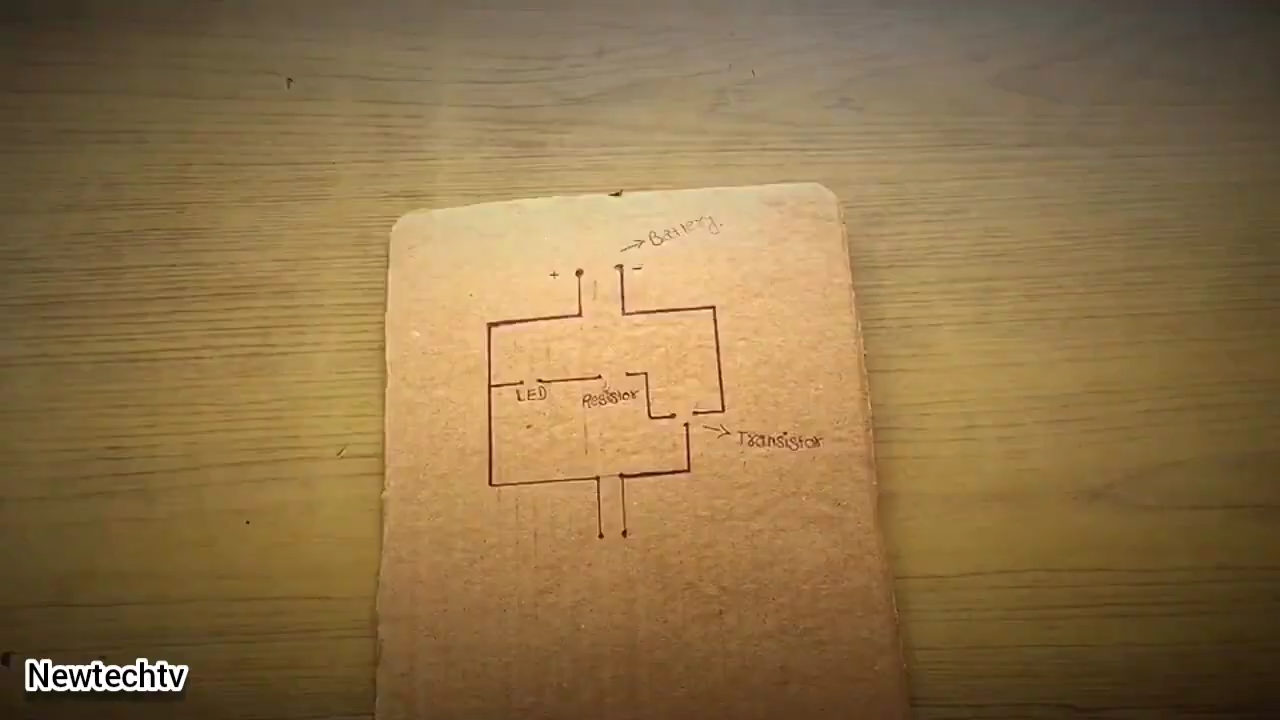 → Battery.
+ -
LED
Resistor
→ Transistor
Newtechtv